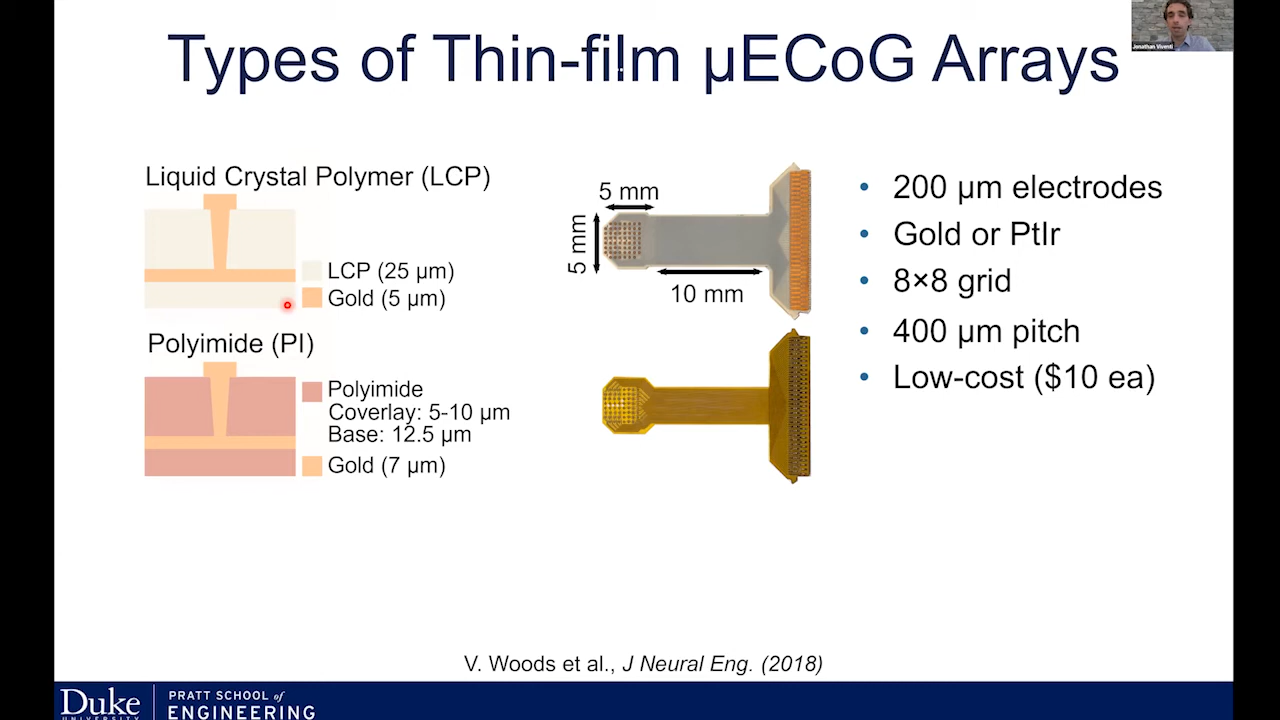 Jonathan Viventi
Types of Thin-film µECoG Arrays
Liquid Crystal Polymer (LCP)
LCP (25 µm)
Gold (5 µm)
Polyimide (PI)
Polyimide
Coverlay: 5-10 µm
Base: 12.5 µm
Gold (7 µm)
5 mm
5 mm
10 mm
• 200 µm electrodes
• Gold or PtIr
• 8×8 grid
• 400 µm pitch
• Low-cost ($10 ea)
V. Woods et al., J Neural Eng. (2018)
Duke
UNIVERSITY
PRATT SCHOOL of
ENGINEERING